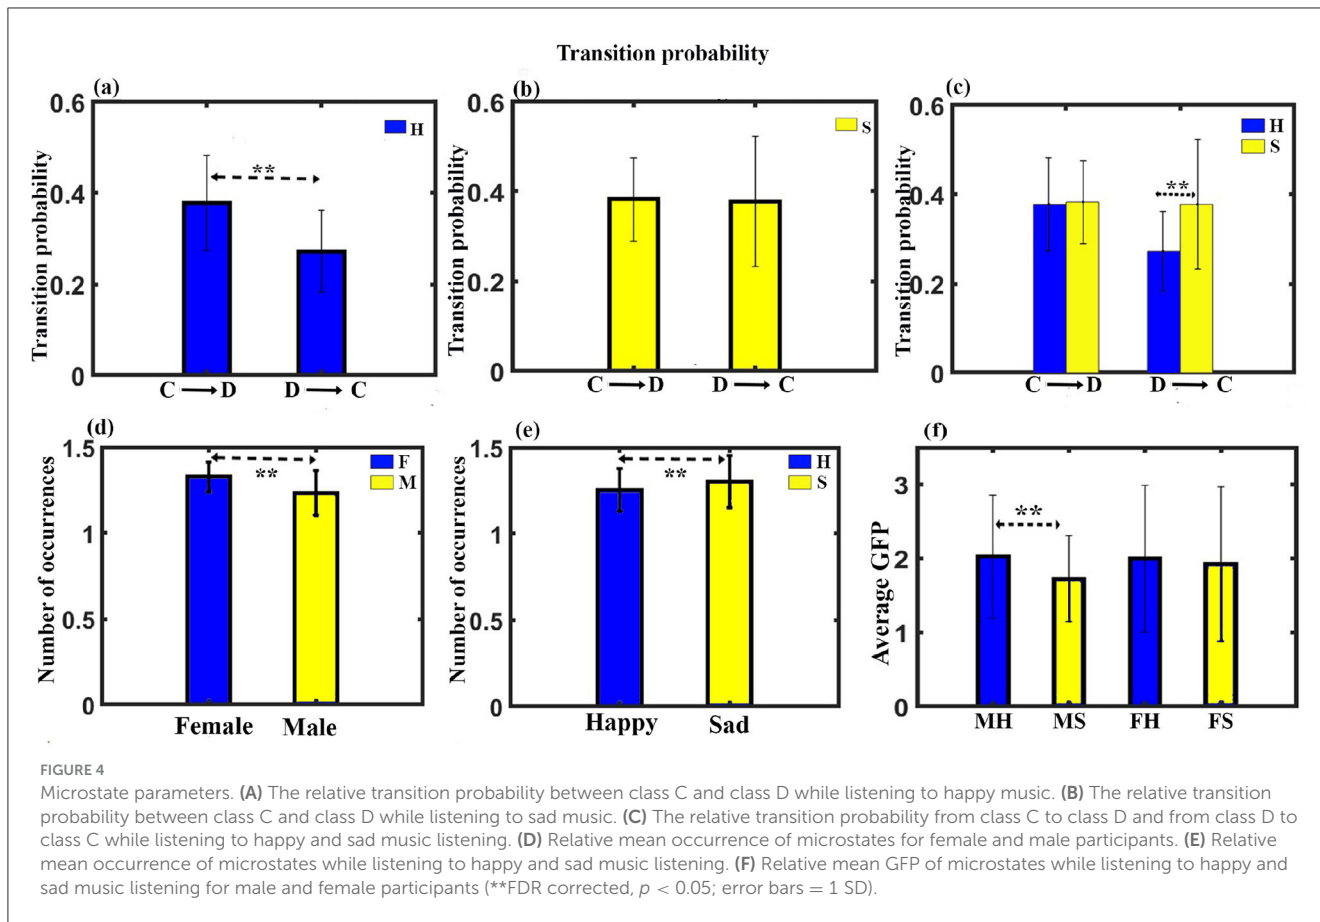 Transition probability
(a)
0.6
0.4
0.2
0
Transition probability
H
**
C → D
D → C
(b)
0.6
0.4
0.2
0
Transition probability
S
C → D
D → C
(c)
0.6
0.4
0.2
0
Transition probability
H
S
**
C → D
D → C
(d)
1.5
1
0.5
0
Number of occurrences
F
M
**
Female
Male
(e)
1.5
1
0.5
0
Number of occurrences
H
S
**
Happy
Sad
(f)
3
2
1
0
Average GFP
**
MH
MS
FH
FS
FIGURE 4
Microstate parameters. (A) The relative transition probability between class C and class D while listening to happy music. (B) The relative transition
probability between class C and class D while listening to sad music. (C) The relative transition probability from class C to class D and from class D to
class C while listening to happy and sad music listening. (D) Relative mean occurrence of microstates for female and male participants. (E) Relative
mean occurrence of microstates while listening to happy and sad music listening. (F) Relative mean GFP of microstates while listening to happy and
sad music listening for male and female participants (**FDR corrected, p < 0.05; error bars = 1 SD).